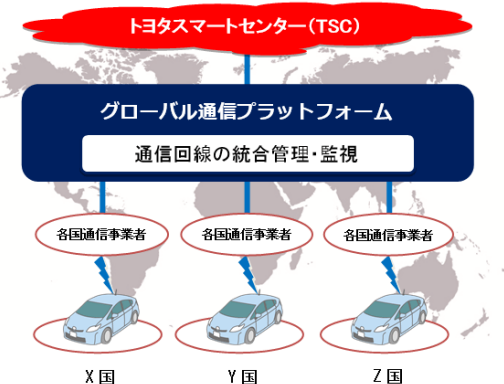 トヨタスマートセンター（TSC）
グローバル通信プラットフォーム
通信回線の統合管理・監視
各国通信事業者
各国通信事業者
各国通信事業者
X国
Y国
Z国